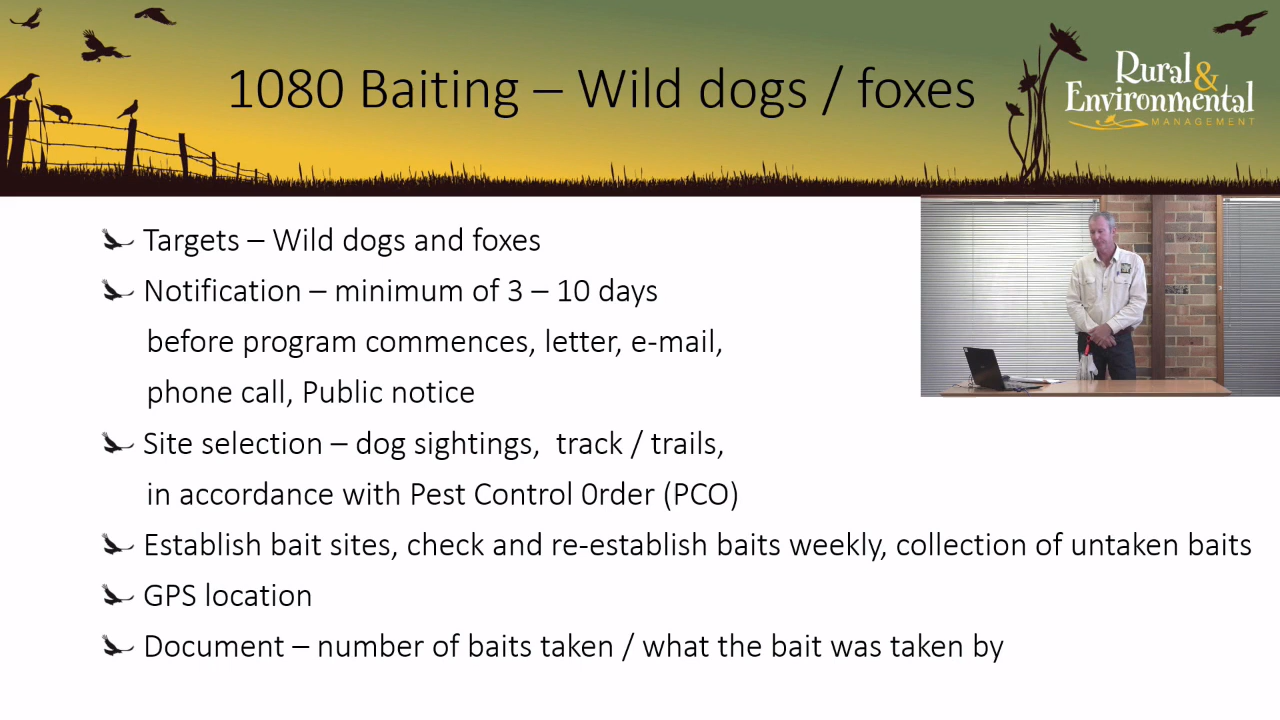 1080 Baiting – Wild dogs / foxes
Rural &
Environmental
MANAGEMENT
Targets – Wild dogs and foxes
Notification – minimum of 3 – 10 days
before program commences, letter, e-mail,
phone call, Public notice
Site selection – dog sightings, track / trails,
in accordance with Pest Control 0rder (PCO)
Establish bait sites, check and re-establish baits weekly, collection of untaken baits
GPS location
Document – number of baits taken / what the bait was taken by